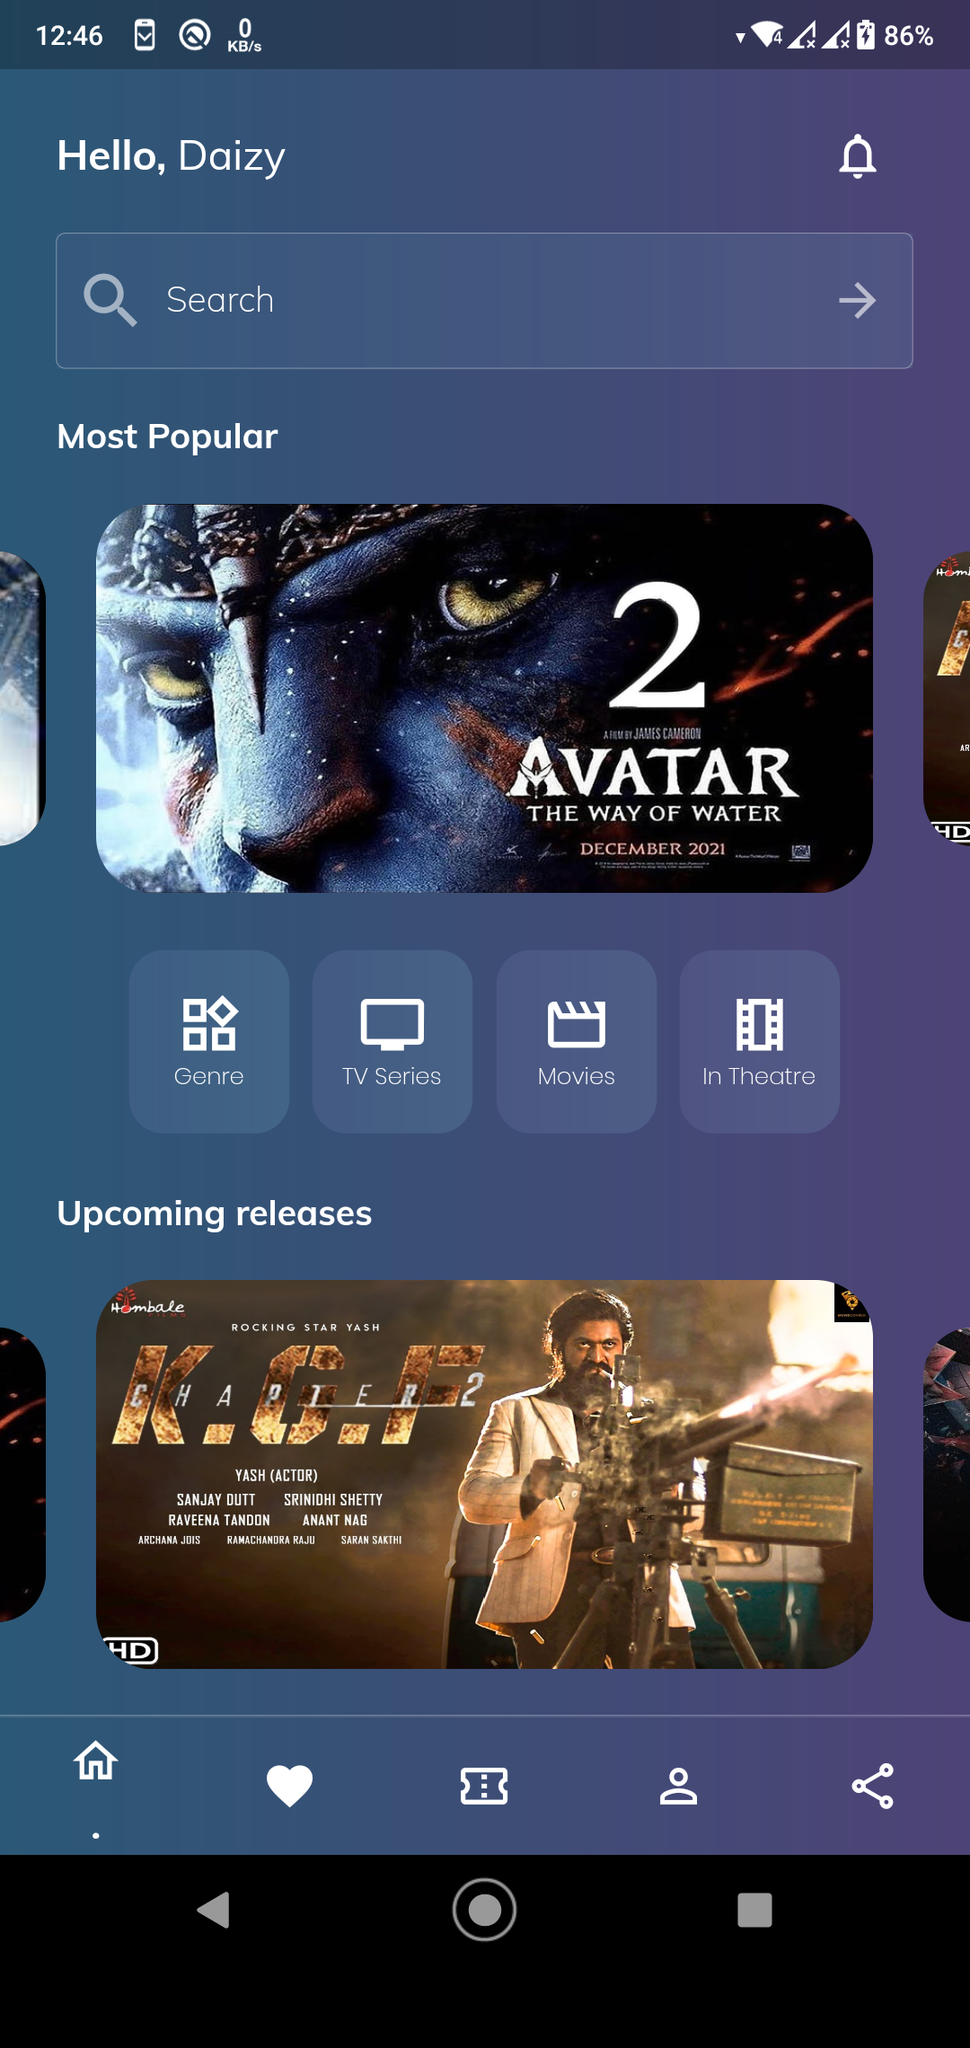 12:46
0
KB/s
4
86%
Hello, Daizy
Search
Most Popular
2
A FILM BY JAMES CAMERON
AVATAR
THE WAY OF WATER
DECEMBER 2021
HD
Genre
TV Series
Movies
In Theatre
Upcoming releases
Hombale
FILMS
ROCKING STAR YASH
K.G.F
CHAPTER 2
YASH (ACTOR)
SANJAY DUTT SRINIDHI SHETTY
RAVEENA TANDON ANANT NAG
ARCHANA JOIS RAMACHANDRA RAJU SARAN SAKTHI
HD